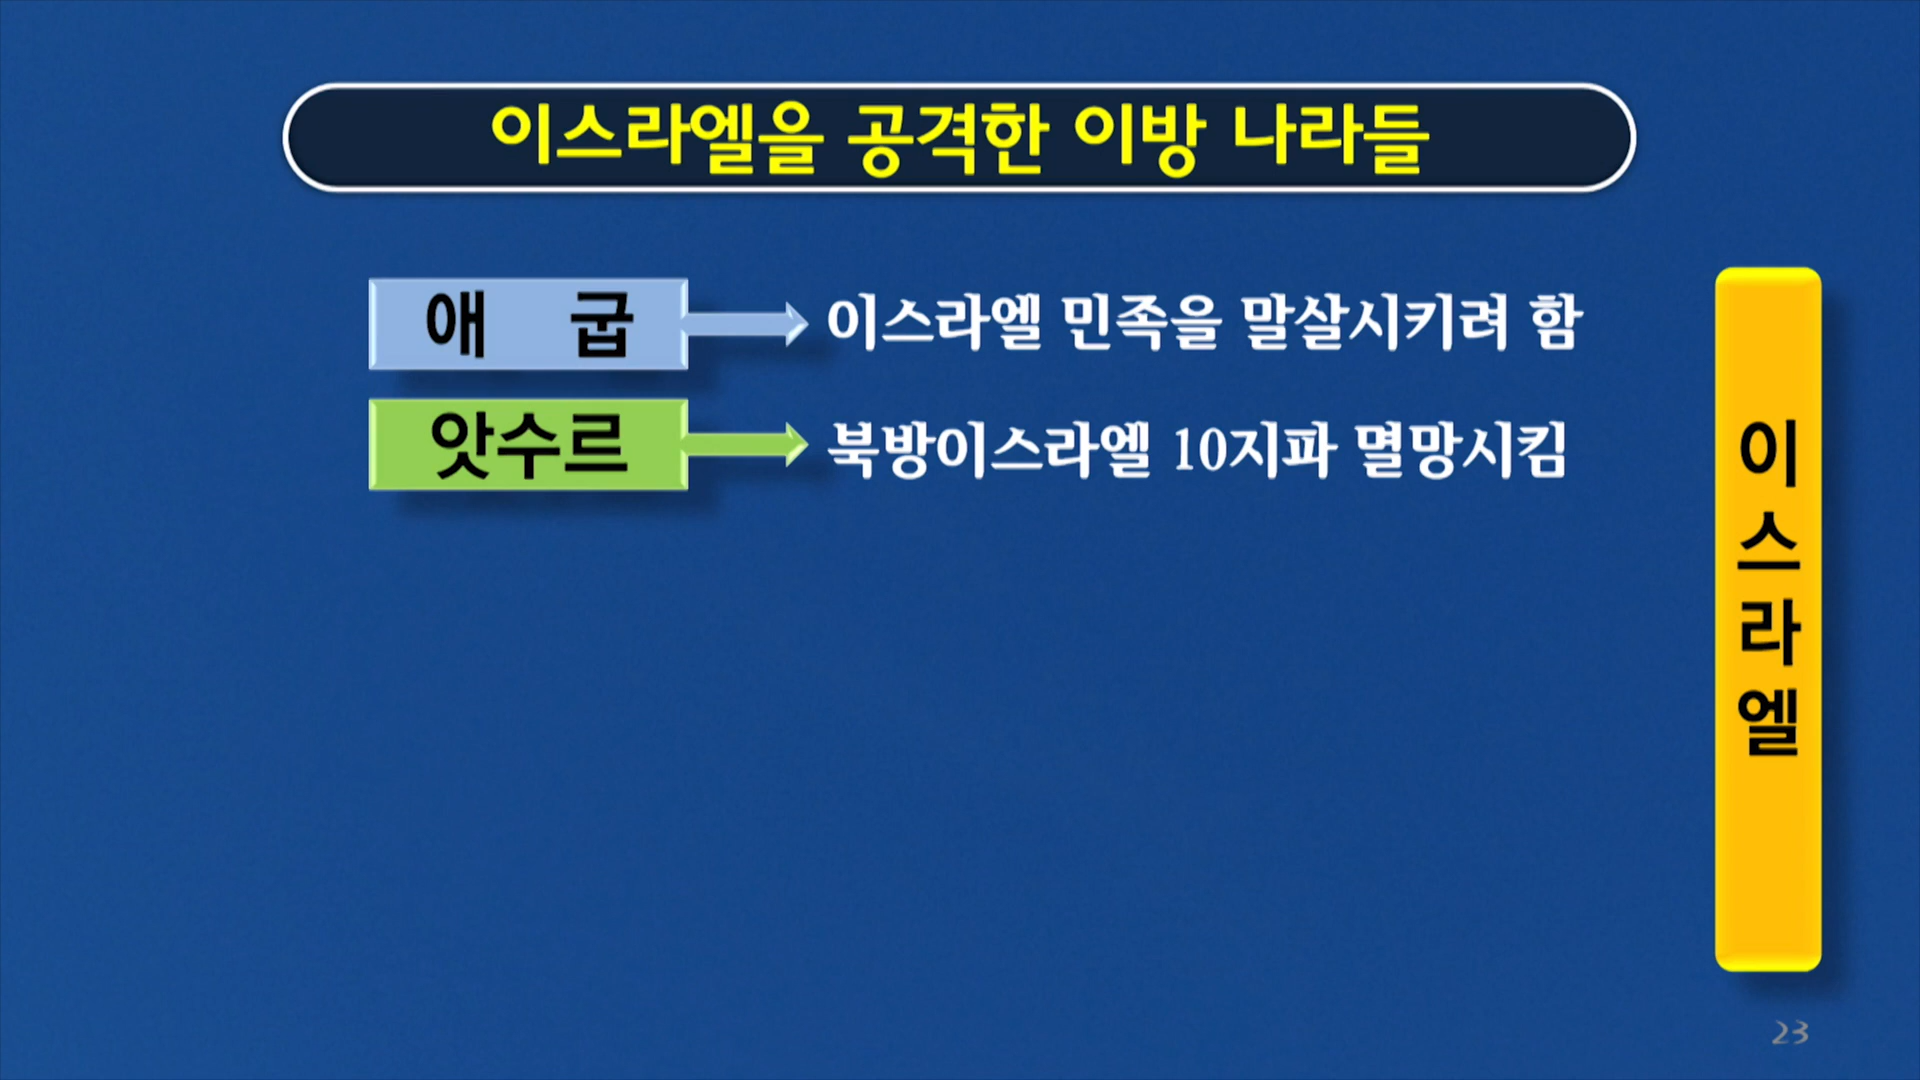 이스라엘을 공격한 이방 나라들
애 굽
이스라엘 민족을 말살시키려 함
앗수르
북방이스라엘 10지파 멸망시킴
이
스
라
엘
23